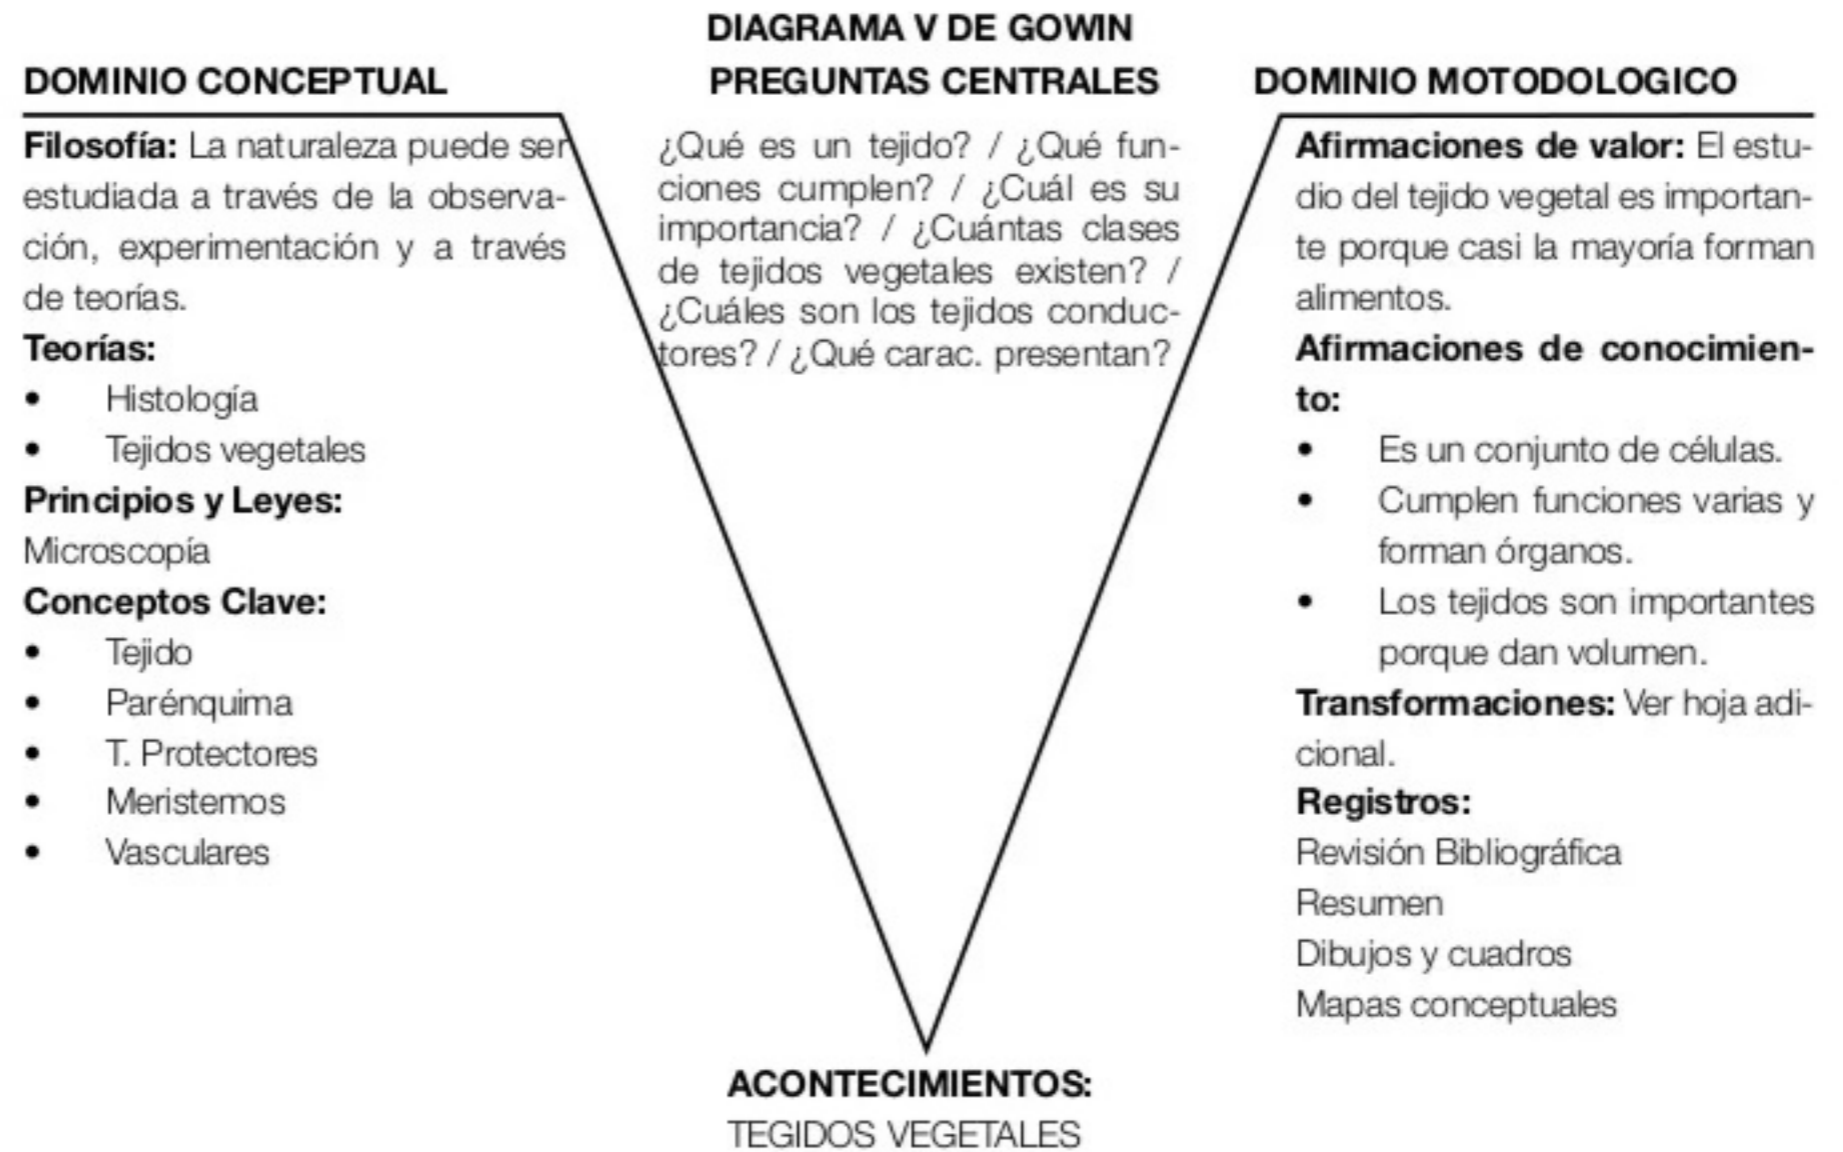 DIAGRAMA V DE GOWIN
DOMINIO CONCEPTUAL
Filosofía: La naturaleza puede ser
estudiada a través de la observa-
ción, experimentación y a través
de teorías.
Teorías:
• Histología
• Tejidos vegetales
Principios y Leyes:
Microscopía
Conceptos Clave:
• Tejido
• Parénquima
• T. Protectores
• Meristemos
• Vasculares
PREGUNTAS CENTRALES
¿Qué es un tejido? / ¿Qué fun-
ciones cumplen? / ¿Cuál es su
importancia? / ¿Cuántas clases
de tejidos vegetales existen? /
¿Cuáles son los tejidos conduc-
tores? / ¿Qué carac. presentan?
DOMINIO MOTODOLOGICO
Afirmaciones de valor: El estu-
dio del tejido vegetal es importan-
te porque casi la mayoría forman
alimentos.
Afirmaciones de conocimien-
to:
• Es un conjunto de células.
• Cumplen funciones varias y
forman órganos.
• Los tejidos son importantes
porque dan volumen.
Transformaciones: Ver hoja adi-
cional.
Registros:
Revisión Bibliográfica
Resumen
Dibujos y cuadros
Mapas conceptuales
ACONTECIMIENTOS:
TEGIDOS VEGETALES